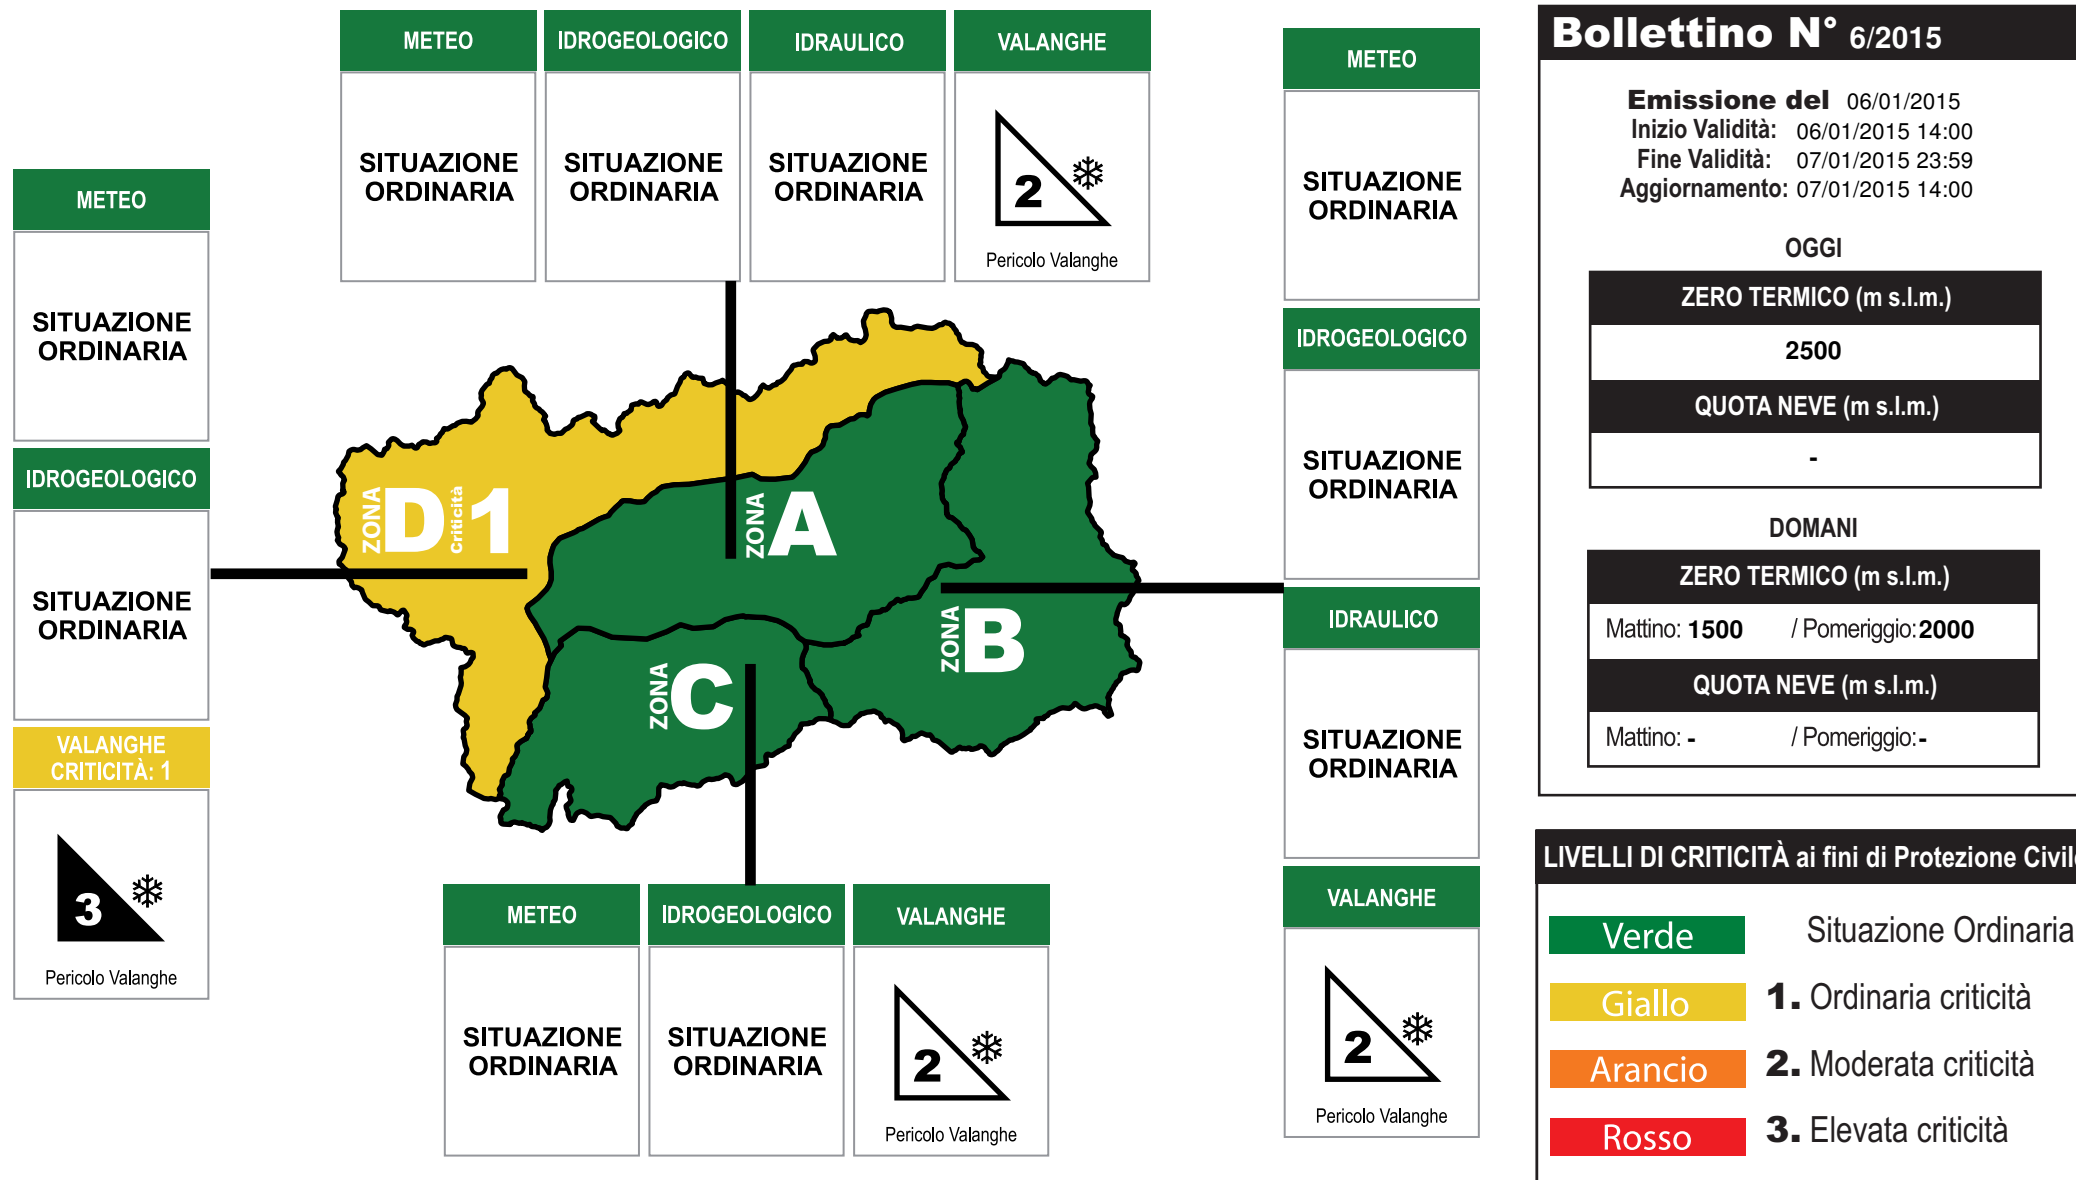 METEO
IDROGEOLOGICO
IDRAULICO
VALANGHE
SITUAZIONE
ORDINARIA
SITUAZIONE
ORDINARIA
SITUAZIONE
ORDINARIA
2
Pericolo Valanghe
METEO
SITUAZIONE
ORDINARIA
IDROGEOLOGICO
SITUAZIONE
ORDINARIA
VALANGHE
CRITICITÀ: 1
3
Pericolo Valanghe
ZONA D Criticità 1
ZONA A
ZONA B
ZONA C
METEO
IDROGEOLOGICO
VALANGHE
SITUAZIONE
ORDINARIA
SITUAZIONE
ORDINARIA
2
Pericolo Valanghe
METEO
SITUAZIONE
ORDINARIA
IDROGEOLOGICO
SITUAZIONE
ORDINARIA
IDRAULICO
SITUAZIONE
ORDINARIA
VALANGHE
2
Pericolo Valanghe
Bollettino N° 6/2015
Emissione del 06/01/2015
Inizio Validità: 06/01/2015 14:00
Fine Validità: 07/01/2015 23:59
Aggiornamento: 07/01/2015 14:00
OGGI
ZERO TERMICO (m s.l.m.)
2500
QUOTA NEVE (m s.l.m.)
-
DOMANI
ZERO TERMICO (m s.l.m.)
Mattino: 1500 / Pomeriggio: 2000
QUOTA NEVE (m s.l.m.)
Mattino: - / Pomeriggio: -
LIVELLI DI CRITICITÀ ai fini di Protezione Civil
Verde Situazione Ordinaria
Giallo 1. Ordinaria criticità
Arancio 2. Moderata criticità
Rosso 3. Elevata criticità